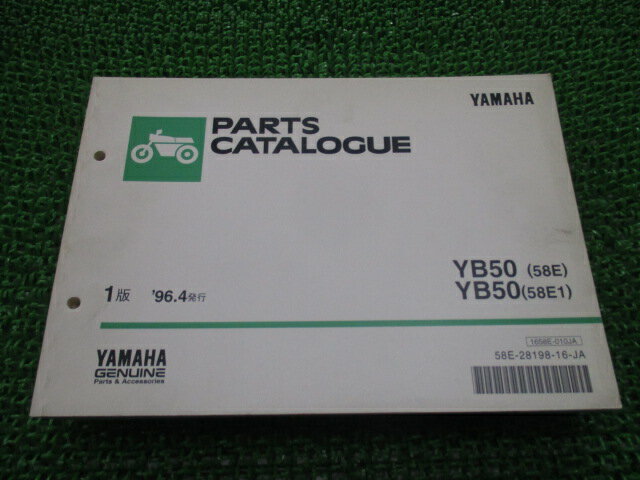 YAMAHA
PARTS
CATALOGUE
YB50 (58E)
YB50 (58E1)
1版 '96.4発行
1658E-010JA
58E-28198-16-JA
YAMAHA
GENUINE
Parts & Accessories